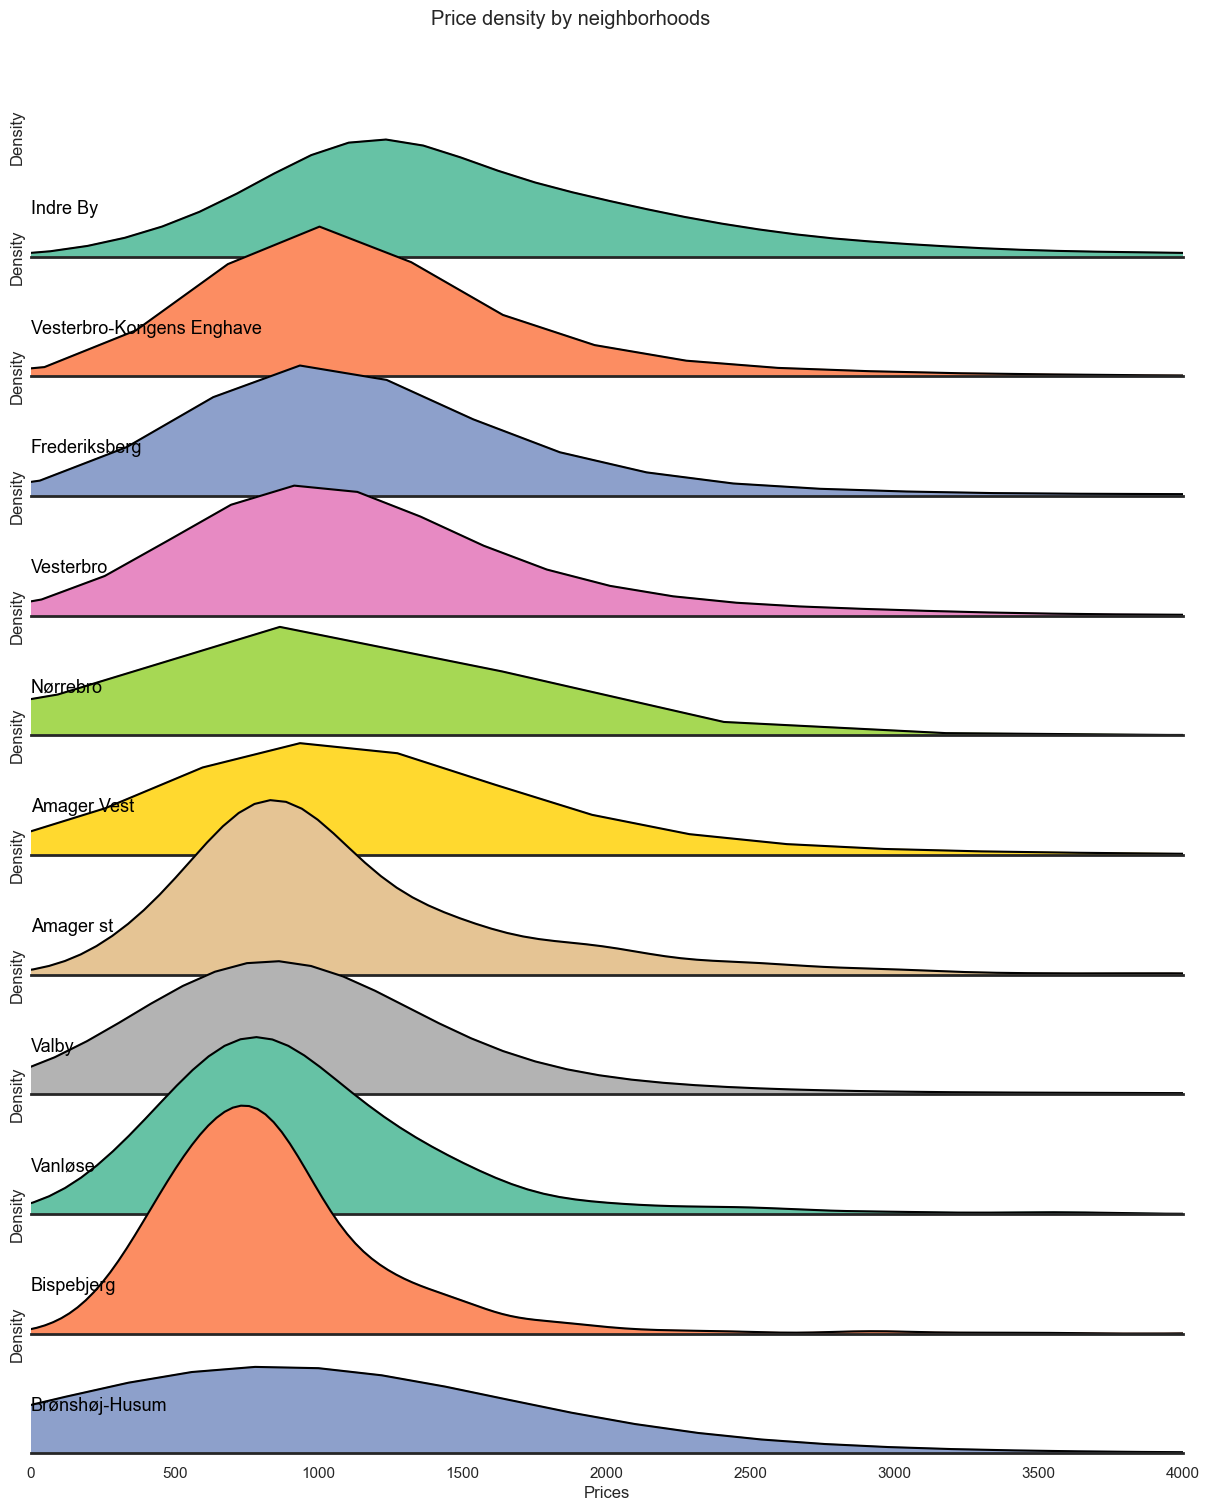 Price density by neighborhoods
Density
Indre By
Density
Vesterbro-Kongens Enghave
Density
Frederiksberg
Density
Vesterbro
Density
Nørrebro
Density
Amager Vest
Density
Amager st
Density
Valby
Density
Vanløse
Density
Bispebjerg
Density
Brønshøj-Husum
0 500 1000 1500 2000 2500 3000 3500 4000
Prices